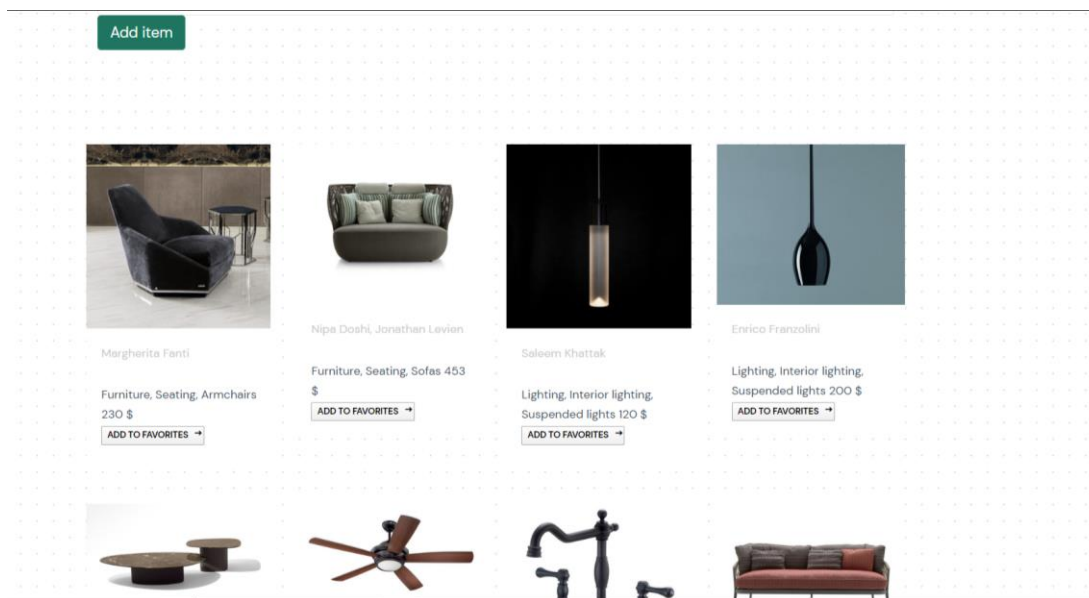 Add item
Margherita Fanti
Furniture, Seating, Armchairs
230 $
ADD TO FAVORITES →
Nipa Doshi, Jonathan Levien
Furniture, Seating, Sofas 453
$
ADD TO FAVORITES →
Saleem Khattak
Lighting, Interior lighting,
Suspended lights 120 $
ADD TO FAVORITES →
Enrico Franzolini
Lighting, Interior lighting,
Suspended lights 200 $
ADD TO FAVORITES →